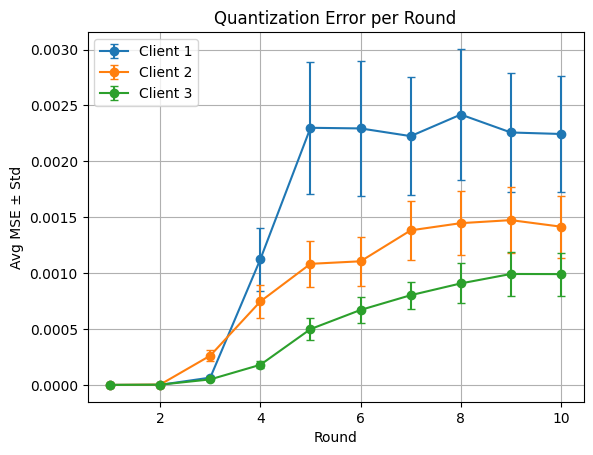 Quantization Error per Round
Client 1
Client 2
Client 3
Avg MSE ± Std
0.0030
0.0025
0.0020
0.0015
0.0010
0.0005
0.0000
2 4 6 8 10
Round